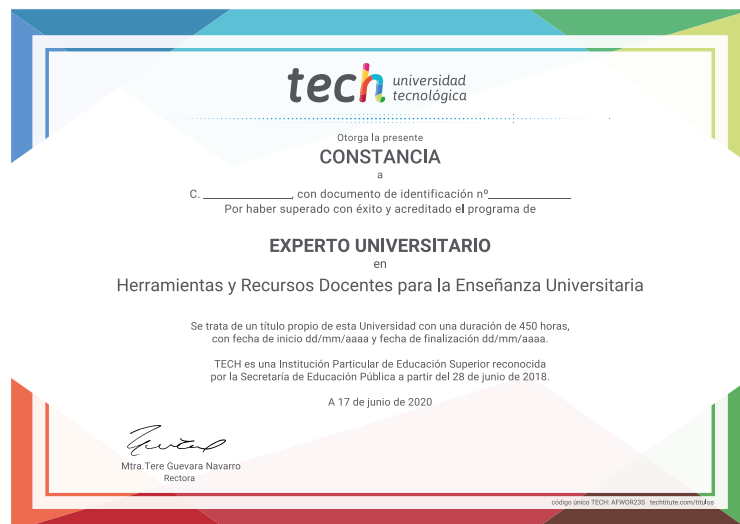 tech universidad
tecnológica
Otorga la presente
CONSTANCIA
a
C. ______________, con documento de identificación nº______________
Por haber superado con éxito y acreditado el programa de
EXPERTO UNIVERSITARIO
en
Herramientas y Recursos Docentes para la Enseñanza Universitaria
Se trata de un título propio de esta Universidad con una duración de 450 horas,
con fecha de inicio dd/mm/aaaa y fecha de finalización dd/mm/aaaa.
TECH es una Institución Particular de Educación Superior reconocida
por la Secretaría de Educación Pública a partir del 28 de junio de 2018.
A 17 de junio de 2020
Mtra.Tere Guevara Navarro
Rectora
código único TECH: AFWOR23S techtitute.com/titulos